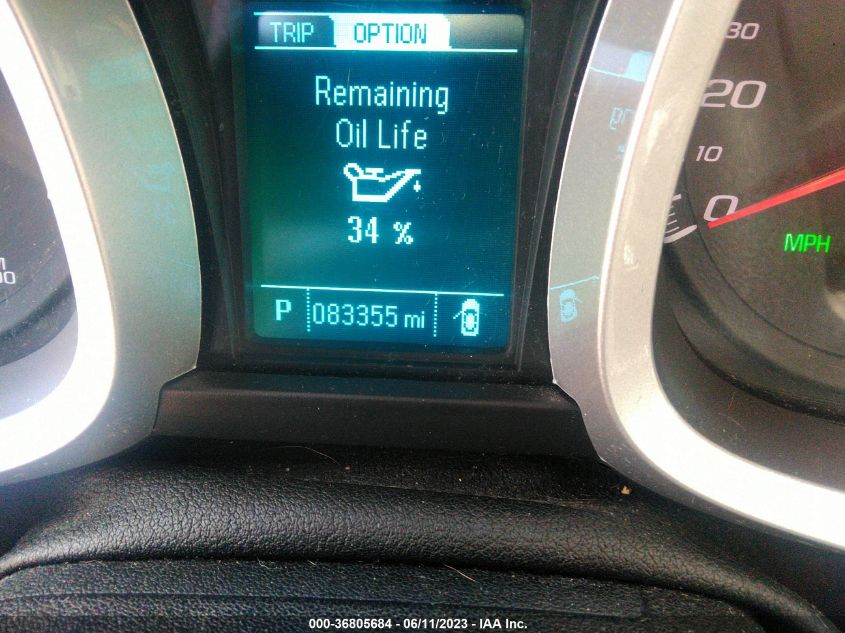 TRIP OPTION
Remaining
Oil Life
34 %
P 083355 mi
30
20
10
0
MPH
000-36805684 - 06/11/2023 - IAA Inc.